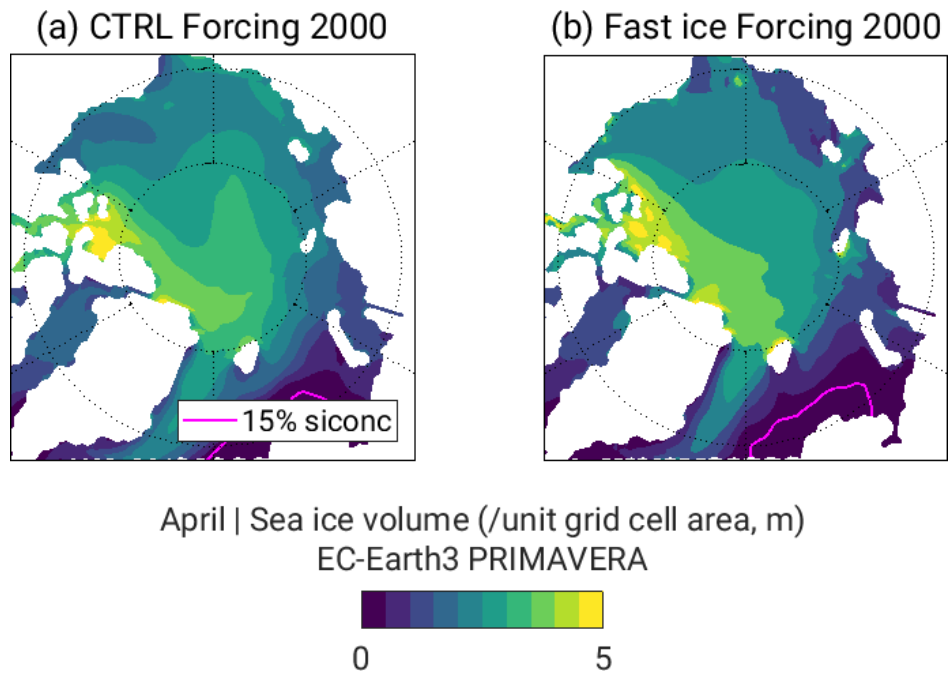 (a) CTRL Forcing 2000
(b) Fast ice Forcing 2000
15% siconc
April | Sea ice volume (/unit grid cell area, m)
EC-Earth3 PRIMAVERA
0
5